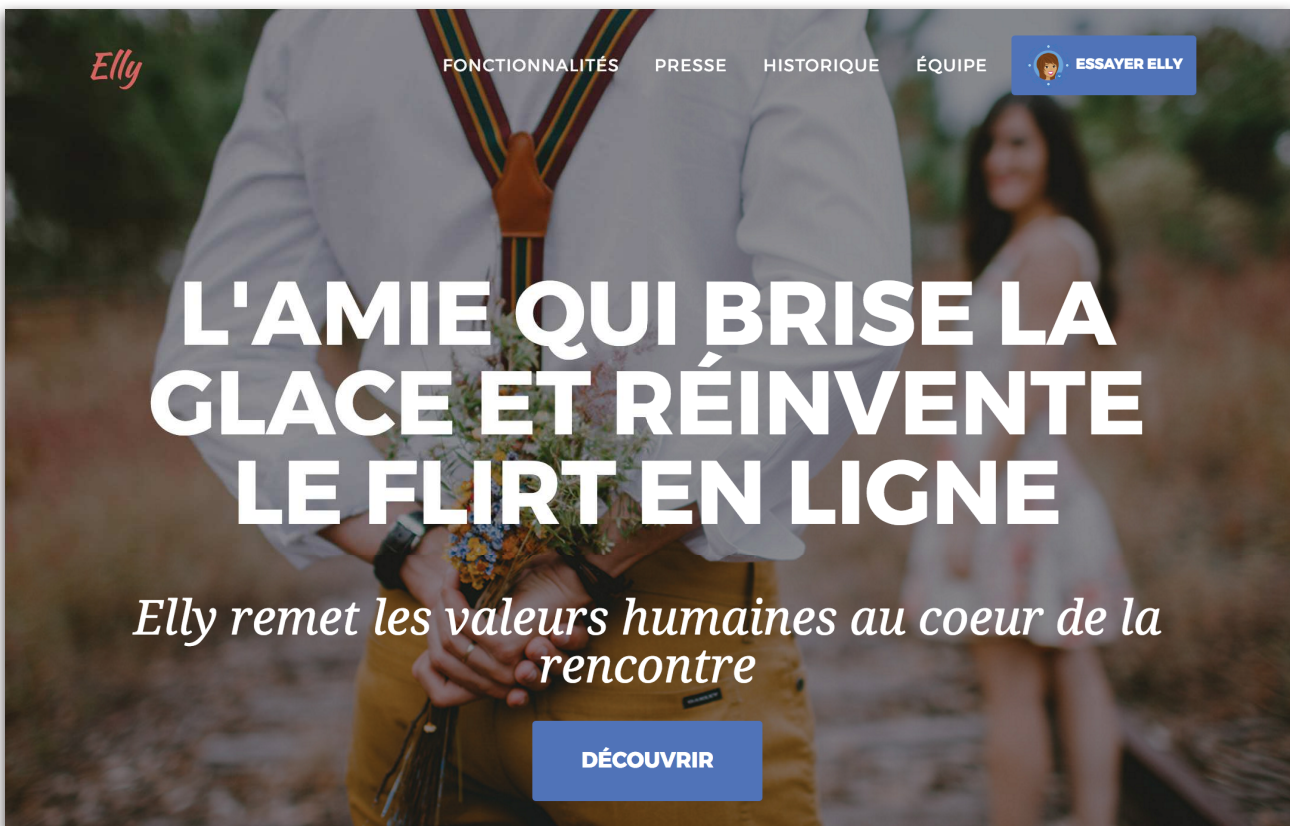 Elly
FONCTIONNALITÉS PRESSE HISTORIQUE ÉQUIPE ESSAYER ELLY
L'AMIE QUI BRISE LA
GLACE ET RÉINVENTE
LE FLIRT EN LIGNE
Elly remet les valeurs humaines au coeur de la
rencontre
DÉCOUVRIR